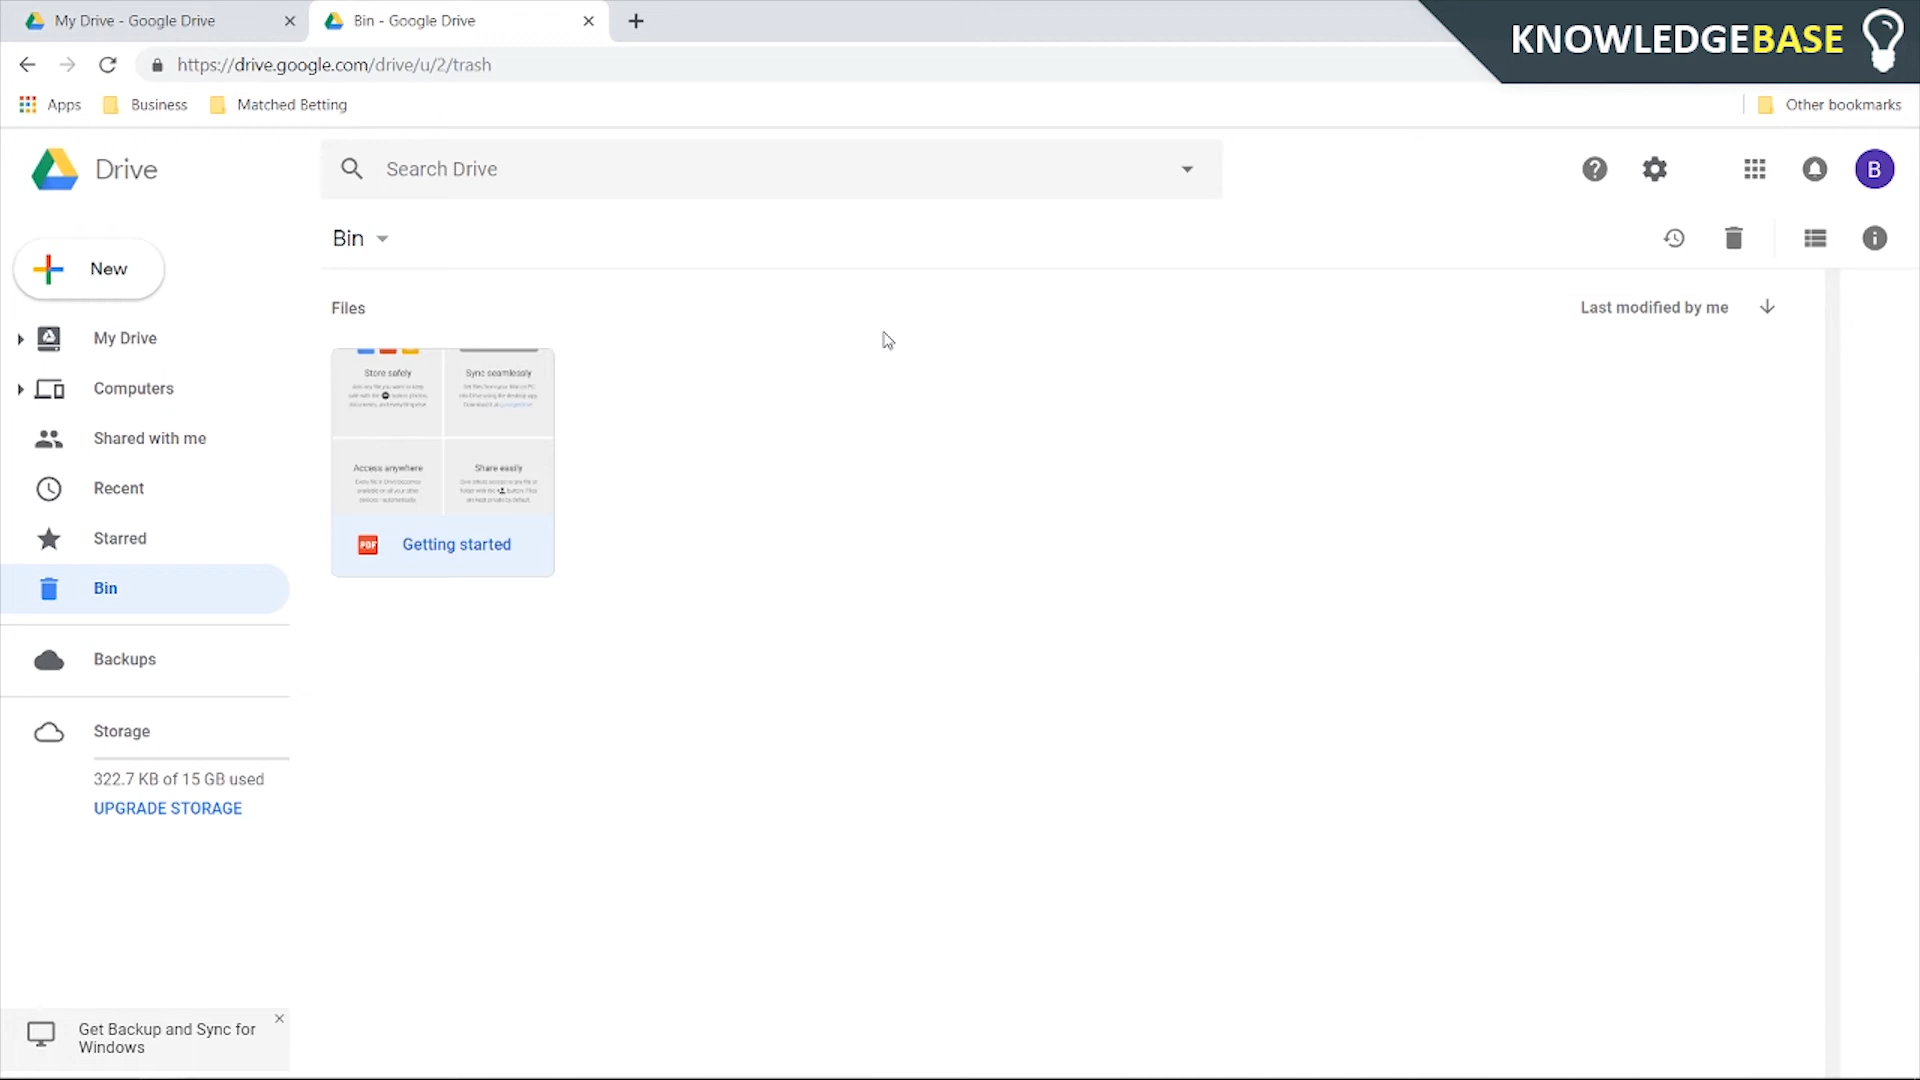 My Drive - Google Drive
Bin - Google Drive
KNOWLEDGEBASE
https://drive.google.com/drive/u/2/trash
Apps
Business
Matched Betting
Other bookmarks
Drive
Search Drive
B
Bin
New
Files
Last modified by me
My Drive
Computers
Shared with me
Recent
Starred
Bin
Backups
Storage
322.7 KB of 15 GB used
UPGRADE STORAGE
Store safely
Sync seamlessly
Access anywhere
Share easily
PDF
Getting started
Get Backup and Sync for
Windows